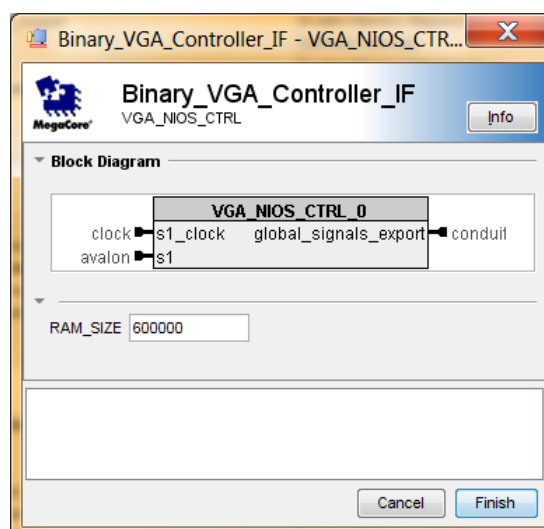 Binary_VGA_Controller_IF - VGA_NIOS_CTR...
MegaCore®
Binary_VGA_Controller_IF
VGA_NIOS_CTRL
Info
Block Diagram
VGA_NIOS_CTRL_0
clock s1_clock global_signals_export conduit
avalon s1
RAM_SIZE 600000
Cancel Finish